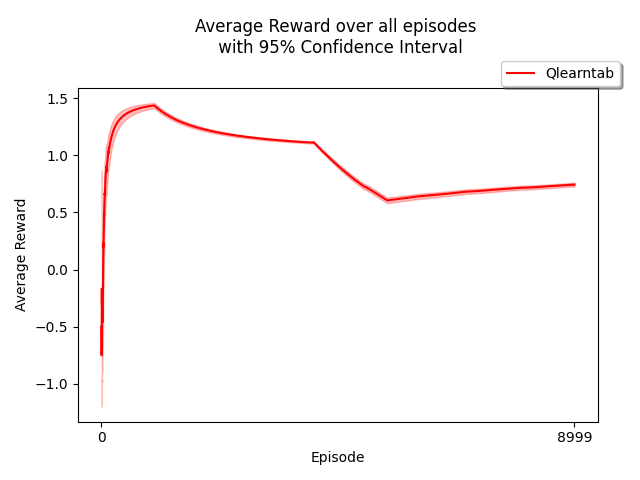 Average Reward over all episodes
with 95% Confidence Interval
Qlearntab
1.5
1.0
0.5
0.0
−0.5
−1.0
Average Reward
0
8999
Episode